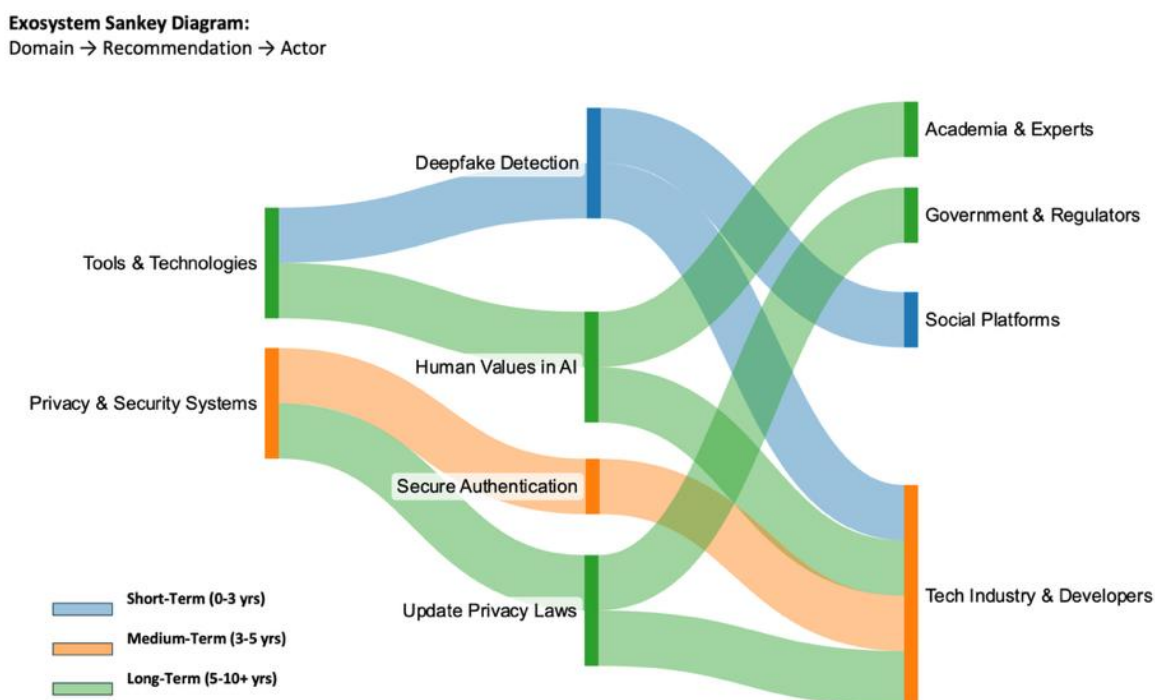 Exosystem Sankey Diagram:
Domain → Recommendation → Actor
Academia & Experts
Deepfake Detection
Government & Regulators
Tools & Technologies
Social Platforms
Human Values in AI
Privacy & Security Systems
Secure Authentication
Tech Industry & Developers
Update Privacy Laws
Short-Term (0-3 yrs)
Medium-Term (3-5 yrs)
Long-Term (5-10+ yrs)